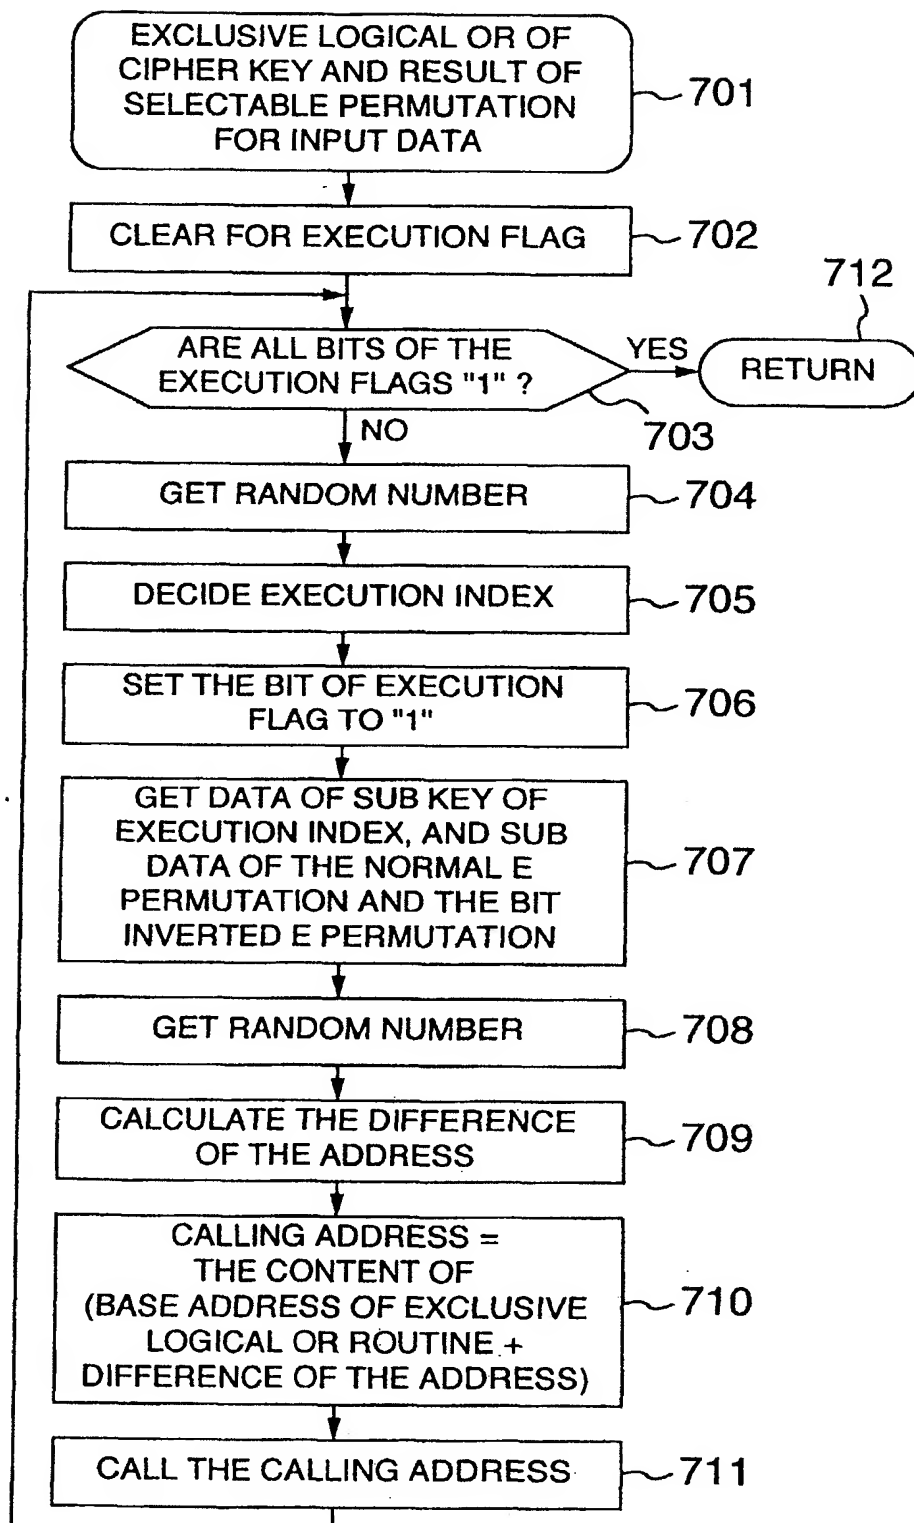 EXCLUSIVE LOGICAL OR OF
CIPHER KEY AND RESULT OF
SELECTABLE PERMUTATION
FOR INPUT DATA
701
CLEAR FOR EXECUTION FLAG
702
712
ARE ALL BITS OF THE
EXECUTION FLAGS "1" ?
YES
RETURN
703
NO
GET RANDOM NUMBER
704
DECIDE EXECUTION INDEX
705
SET THE BIT OF EXECUTION
FLAG TO "1"
706
GET DATA OF SUB KEY OF
EXECUTION INDEX, AND SUB
DATA OF THE NORMAL E
PERMUTATION AND THE BIT
INVERTED E PERMUTATION
707
GET RANDOM NUMBER
708
CALCULATE THE DIFFERENCE
OF THE ADDRESS
709
CALLING ADDRESS =
THE CONTENT OF
(BASE ADDRESS OF EXCLUSIVE
LOGICAL OR ROUTINE +
DIFFERENCE OF THE ADDRESS)
710
CALL THE CALLING ADDRESS
711